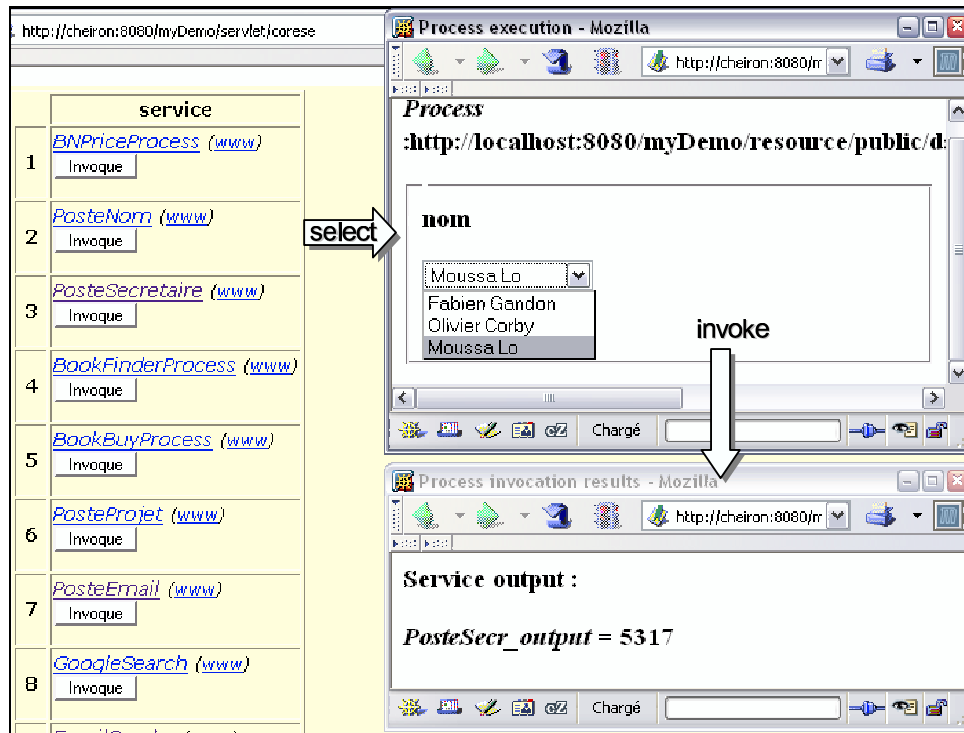 http://cheiron:8080/myDemo/servlet/corese
service
1
BNPriceProcess (www)
Invoque
2
PosteNom (www)
Invoque
3
PosteSecretaire (www)
Invoque
4
BookFinderProcess (www)
Invoque
5
BookBuyProcess (www)
Invoque
6
PosteProjet (www)
Invoque
7
PosteEmail (www)
Invoque
8
GoogleSearch (www)
Invoque
select
Process execution - Mozilla
http://cheiron:8080/m
Process
:http://localhost:8080/myDemo/resource/public/d
nom
Moussa Lo
Fabien Gandon
Olivier Corby
Moussa Lo
Chargé
invoke
Process invocation results - Mozilla
http://cheiron:8080/m
Service output :
PosteSecr_output = 5317
Chargé